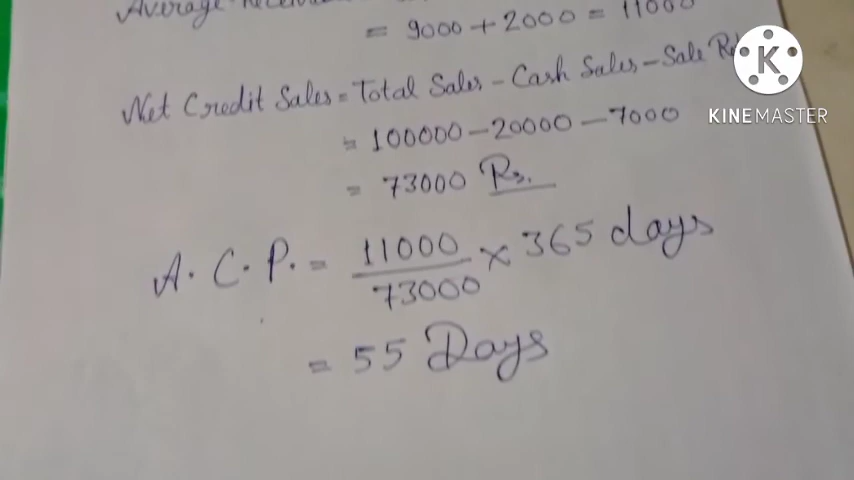 Average
= 9000 + 2000 = 11000
Net Credit Sales = Total Sales - Cash Sales - Sale
= 100000 - 20000 - 7000
= 73000 Rs.
A. C. P. = 11000 / 73000 × 365 days
= 55 Days
K
KINEMASTER